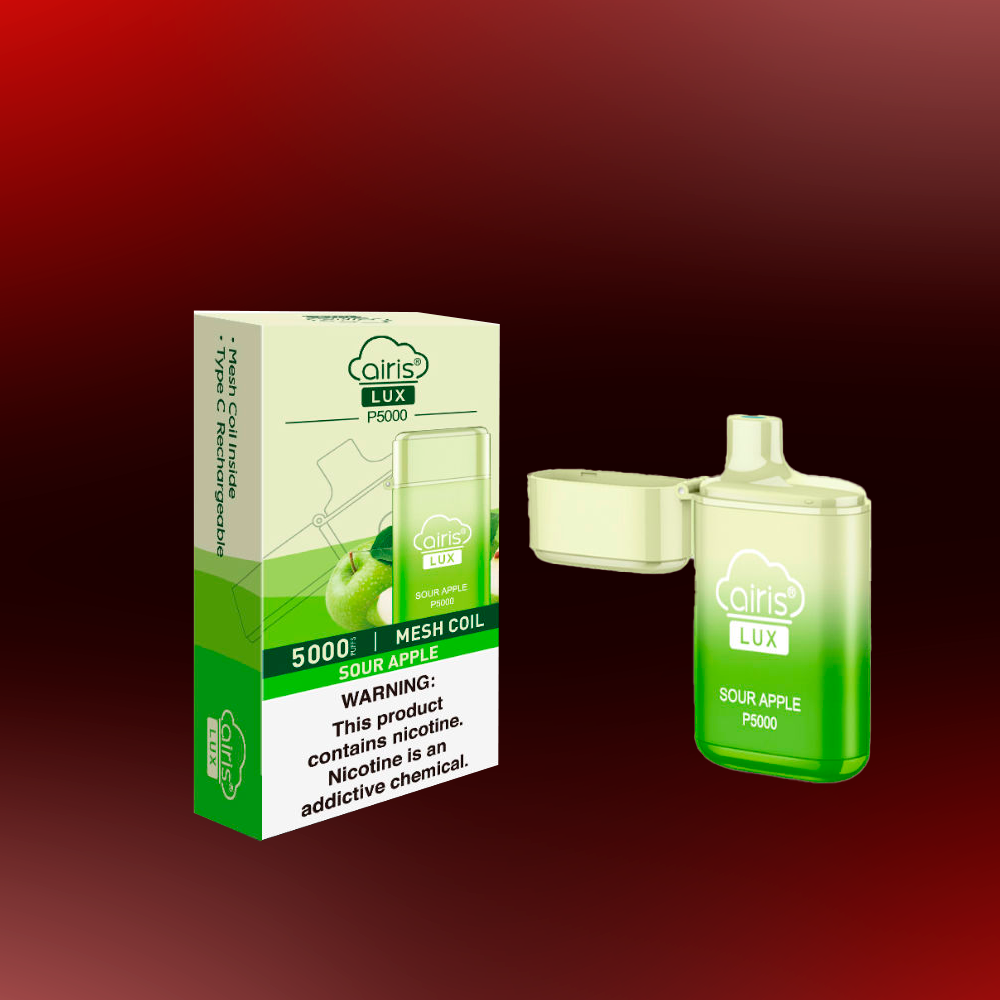 • Mesh Coil Inside
• Type C Rechargeable
airis®
LUX
airis®
LUX
P5000
airis®
LUX
SOUR APPLE
P5000
5000 PUFFS | MESH COIL
SOUR APPLE
WARNING:
This product
contains nicotine.
Nicotine is an
addictive chemical.
airis®
LUX
SOUR APPLE
P5000